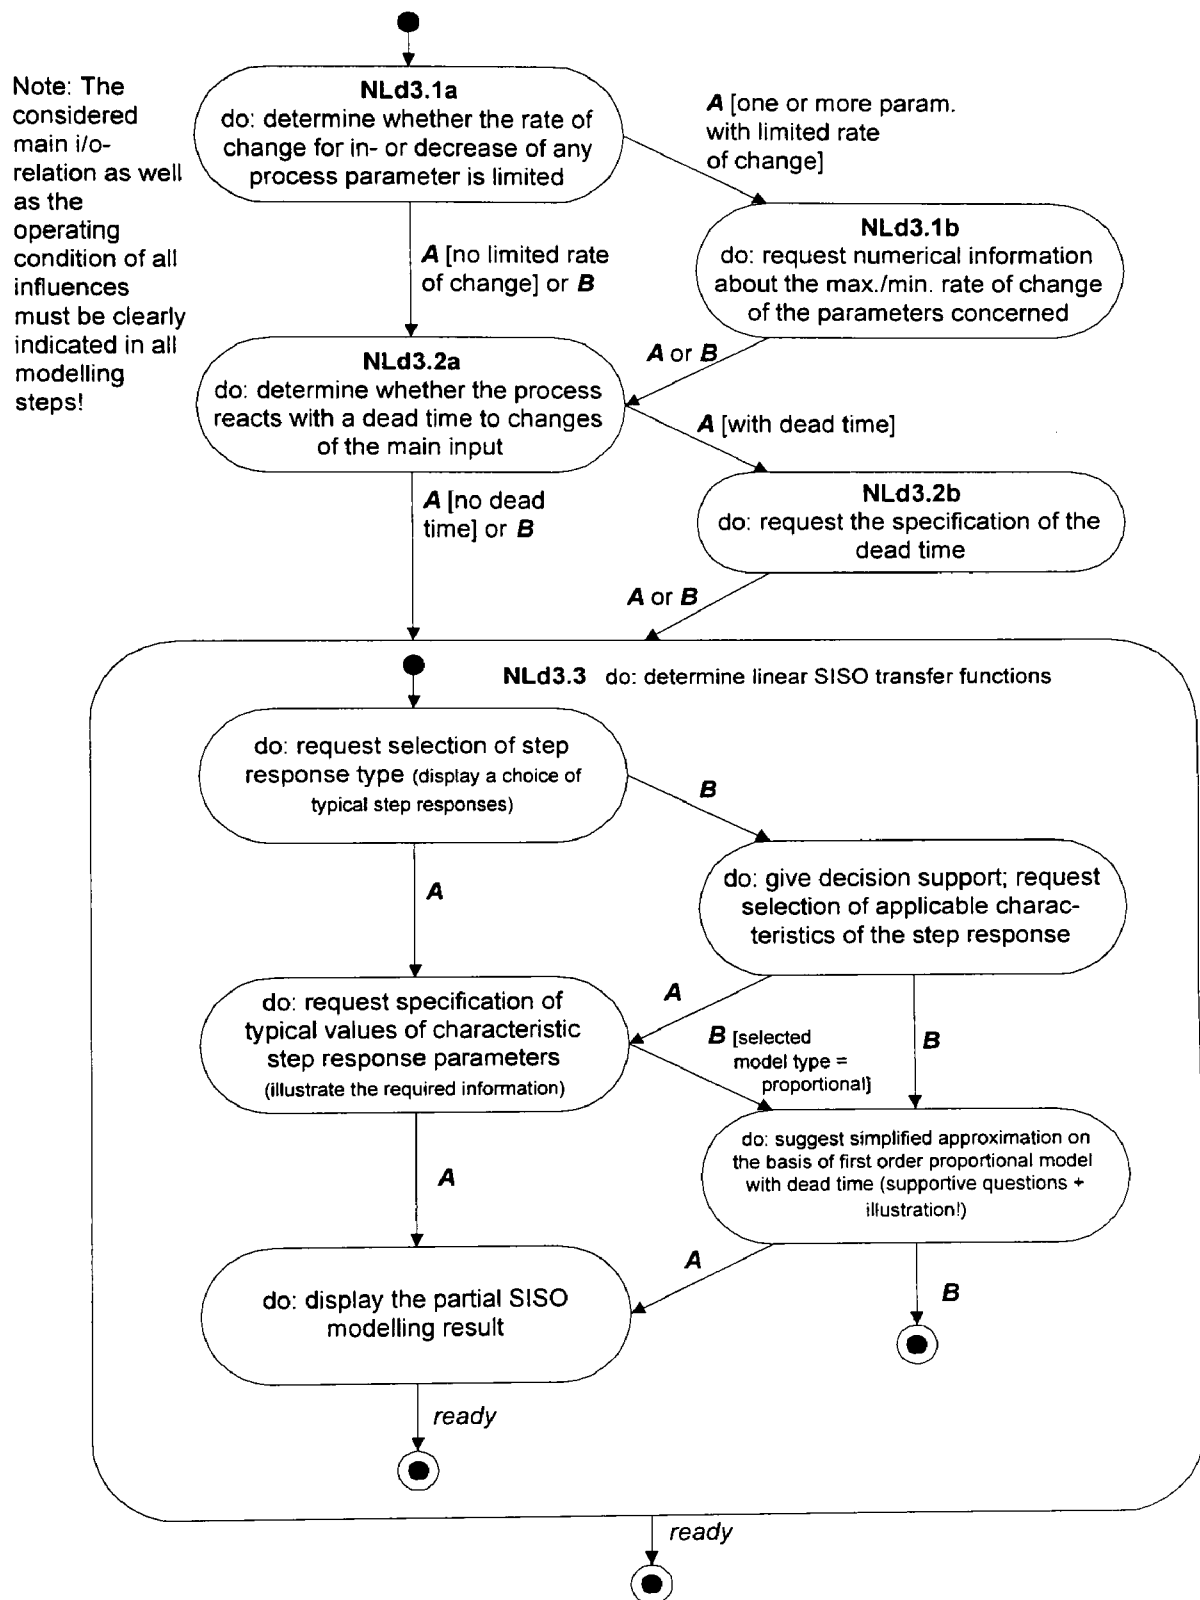 Note: The
considered
main i/o-
relation as well
as the
operating
condition of all
influences
must be clearly
indicated in all
modelling
steps!
NLd3.1a
do: determine whether the rate of
change for in- or decrease of any
process parameter is limited
A [one or more param.
with limited rate
of change]
NLd3.1b
do: request numerical information
about the max./min. rate of change
of the parameters concerned
A [no limited rate
of change] or B
A or B
NLd3.2a
do: determine whether the process
reacts with a dead time to changes
of the main input
A [with dead time]
NLd3.2b
do: request the specification of the
dead time
A [no dead
time] or B
A or B
NLd3.3 do: determine linear SISO transfer functions
do: request selection of step
response type (display a choice of
typical step responses)
B
do: give decision support; request
selection of applicable charac-
teristics of the step response
A
A
do: request specification of
typical values of characteristic
step response parameters
(illustrate the required information)
B [selected
model type =
proportional]
B
do: suggest simplified approximation on
the basis of first order proportional model
with dead time (supportive questions +
illustration!)
A
A
B
do: display the partial SISO
modelling result
ready
ready